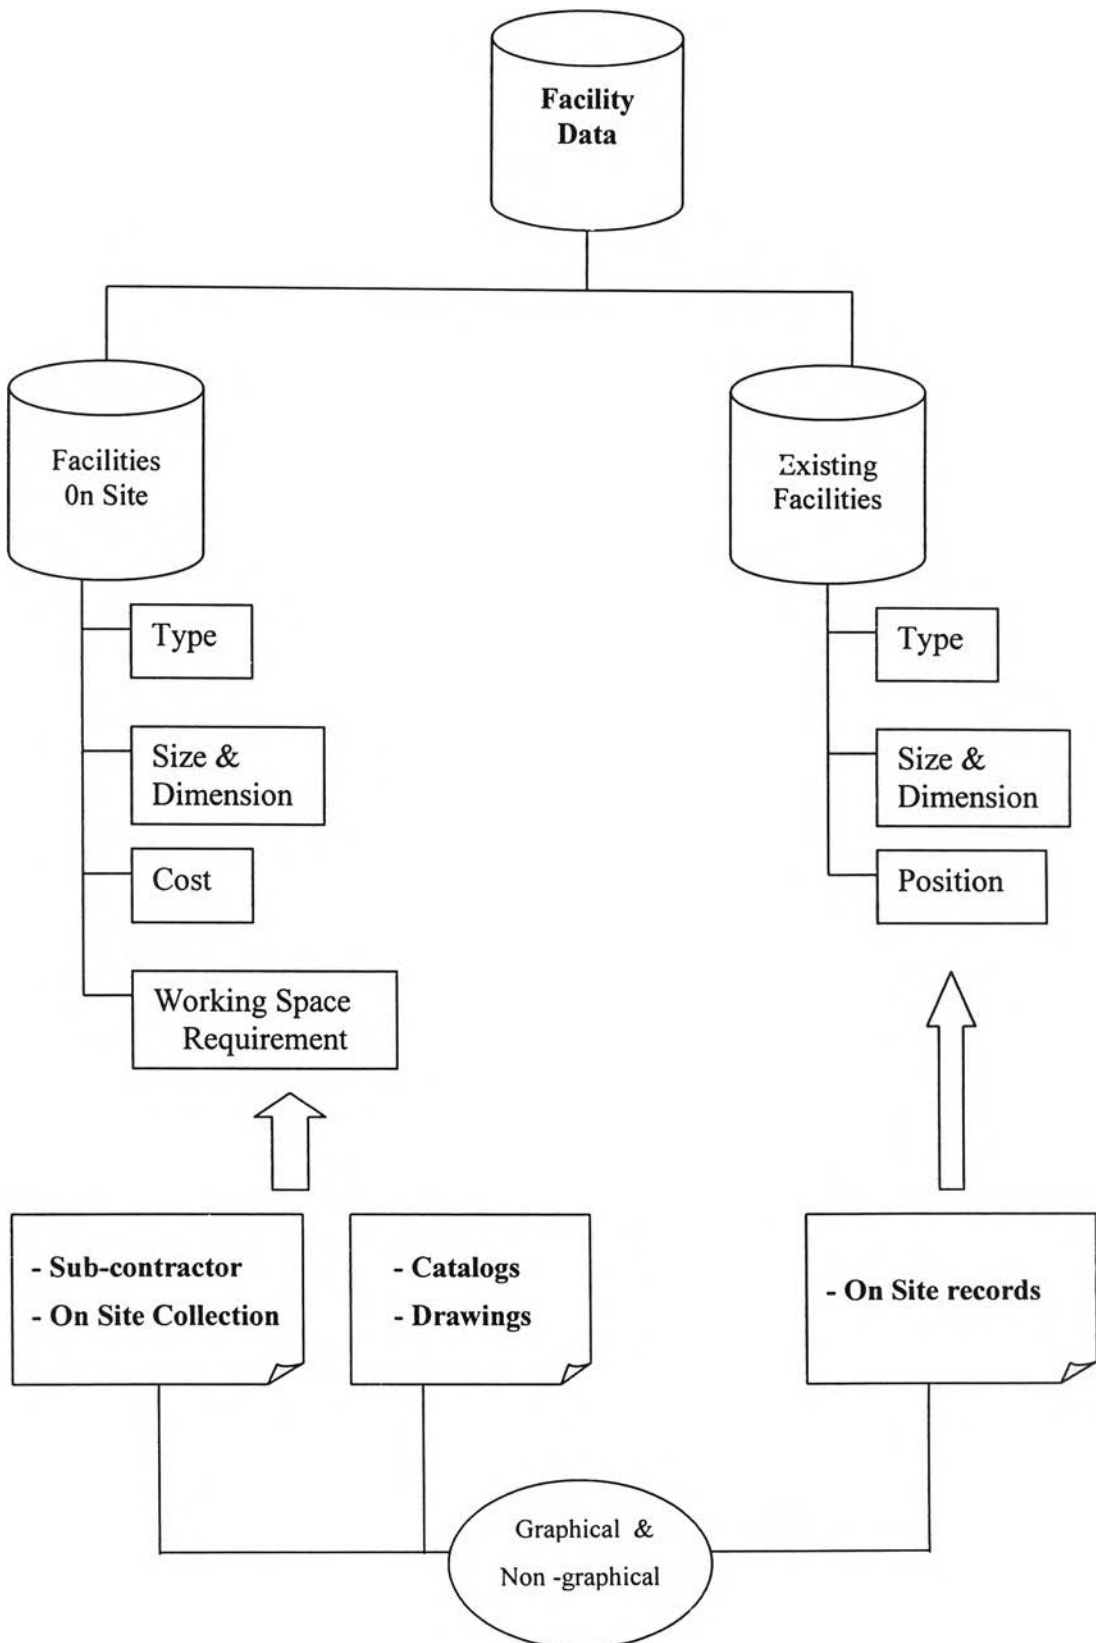 Facility
Data
Facilities
0n Site
Existing
Facilities
Type
Size &
Dimension
Cost
Working Space
Requirement
Type
Size &
Dimension
Position
- Sub-contractor
- On Site Collection
- Catalogs
- Drawings
- On Site records
Graphical &
Non -graphical